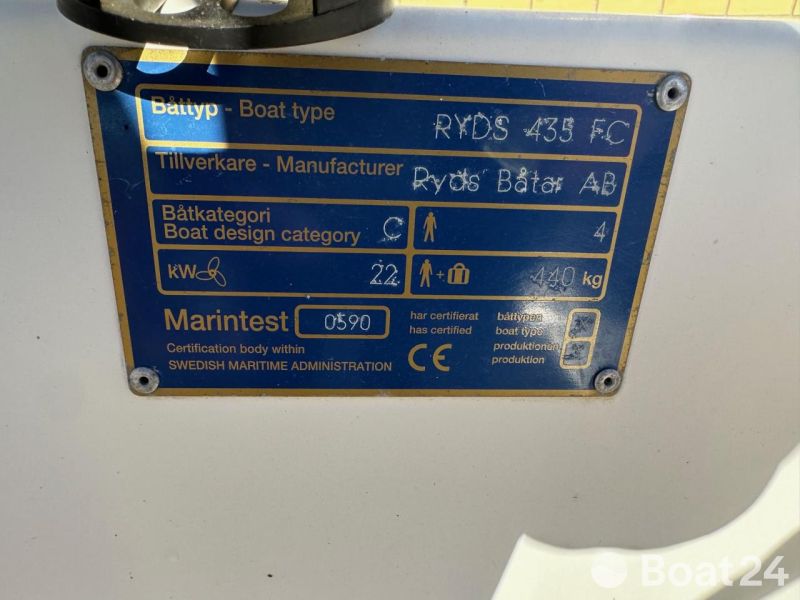 Båttyp - Boat type RYDS 435 FC
Tillverkare - Manufacturer Ryds Båtar AB
Båtkategori
Boat design category C 4
kW 22 + 440 kg
Marintest 0590
har certifierat
has certified
båttypen
boat type
produktionen
produktion
Certification body within
SWEDISH MARITIME ADMINISTRATION
CE
Boat24